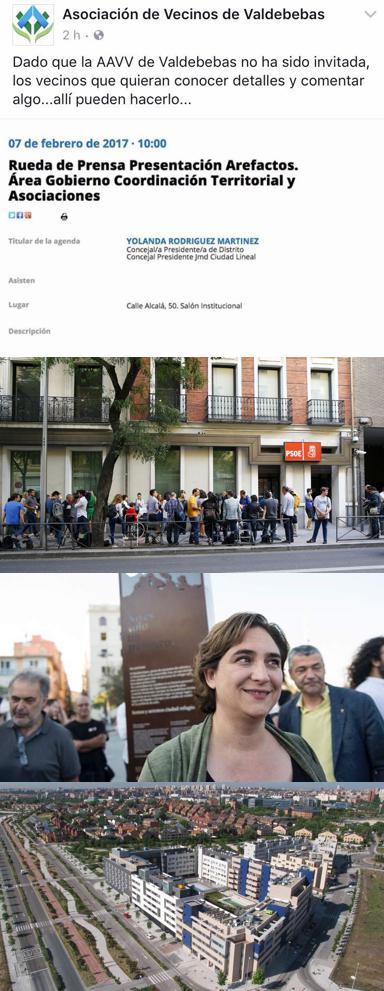 Asociación de Vecinos de Valdebebas
2 h
Dado que la AAVV de Valdebebas no ha sido invitada,
los vecinos que quieran conocer detalles y comentar
algo...allí pueden hacerlo...
07 de febrero de 2017 · 10:00
Rueda de Prensa Presentación Arefactos.
Área Gobierno Coordinación Territorial y
Asociaciones
Titular de la agenda
YOLANDA RODRIGUEZ MARTINEZ
Concejal/a Presidente/a de Distrito
Concejal Presidente Jmd Ciudad Lineal
Asisten
Lugar
Calle Alcalá, 50. Salón Institucional
Descripción
PSOE